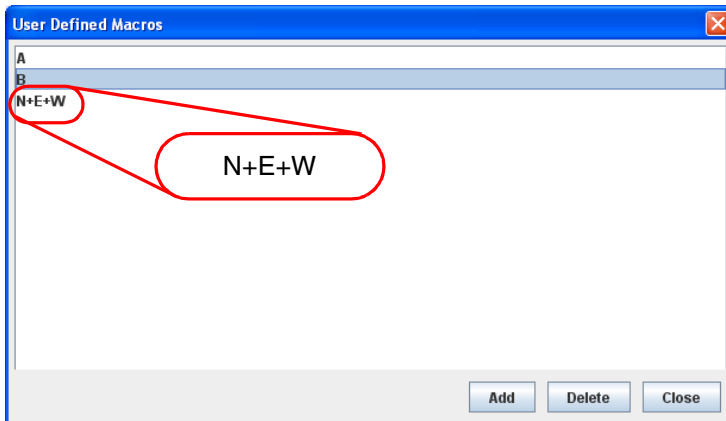 User Defined Macros
A
B
N+E+W
N+E+W
Add Delete Close